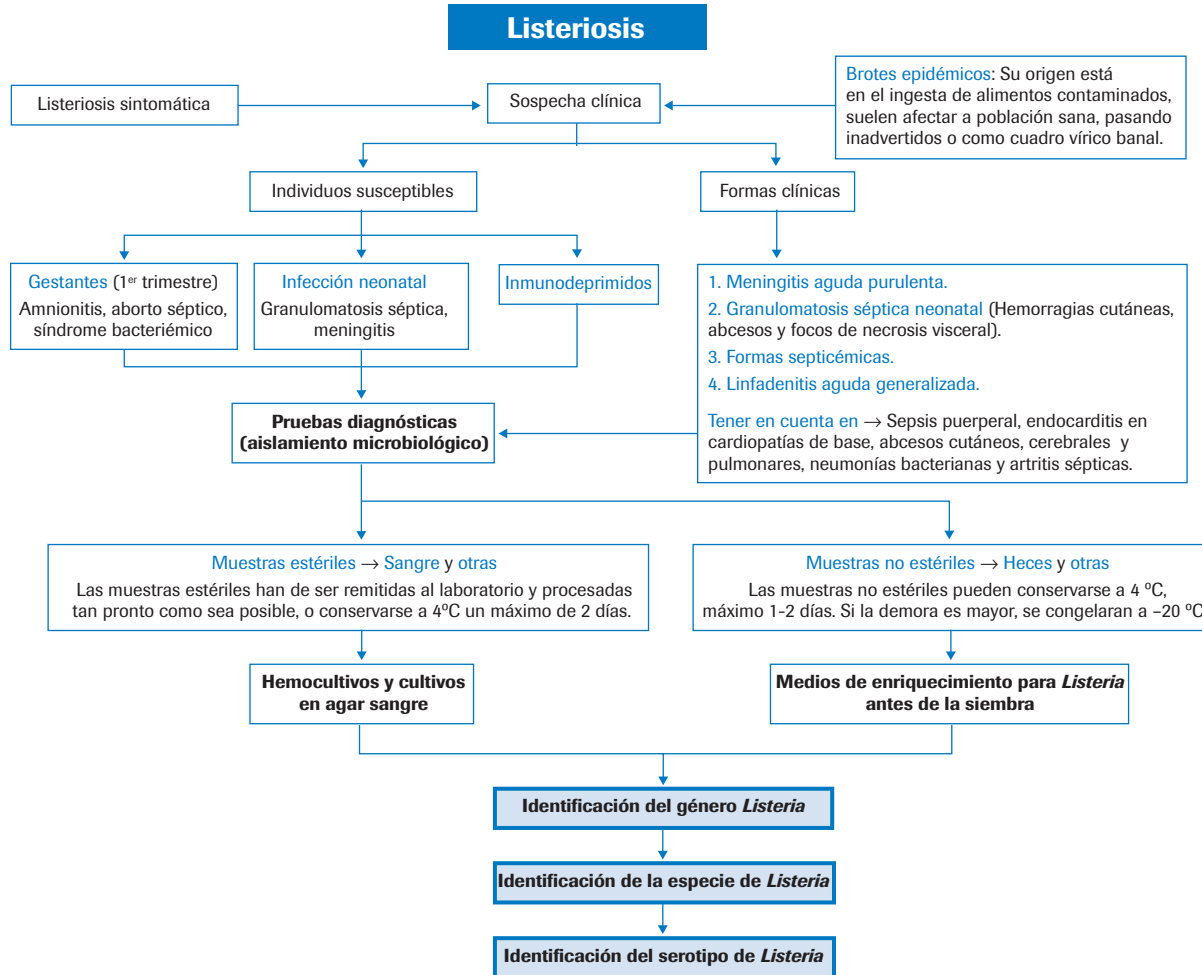 Listeriosis
Listeriosis sintomática
Sospecha clínica
Brotes epidémicos: Su origen está
en el ingesta de alimentos contaminados,
suelen afectar a población sana, pasando
inadvertidos o como cuadro vírico banal.
Individuos susceptibles
Formas clínicas
Gestantes (1er trimestre)
Amnionitis, aborto séptico,
síndrome bacteriémico
Infección neonatal
Granulomatosis séptica,
meningitis
Inmunodeprimidos
1. Meningitis aguda purulenta.
2. Granulomatosis séptica neonatal (Hemorragias cutáneas,
abcesos y focos de necrosis visceral).
3. Formas septicémicas.
4. Linfadenitis aguda generalizada.
Tener en cuenta en → Sepsis puerperal, endocarditis en
cardiopatías de base, abcesos cutáneos, cerebrales y
pulmonares, neumonías bacterianas y artritis sépticas.
Pruebas diagnósticas
(aislamiento microbiológico)
Muestras estériles → Sangre y otras
Las muestras estériles han de ser remitidas al laboratorio y procesadas
tan pronto como sea posible, o conservarse a 4ºC un máximo de 2 días.
Muestras no estériles → Heces y otras
Las muestras no estériles pueden conservarse a 4 ºC,
máximo 1-2 días. Si la demora es mayor, se congelaran a –20 ºC
Hemocultivos y cultivos
en agar sangre
Medios de enriquecimiento para Listeria
antes de la siembra
Identificación del género Listeria
Identificación de la especie de Listeria
Identificación del serotipo de Listeria